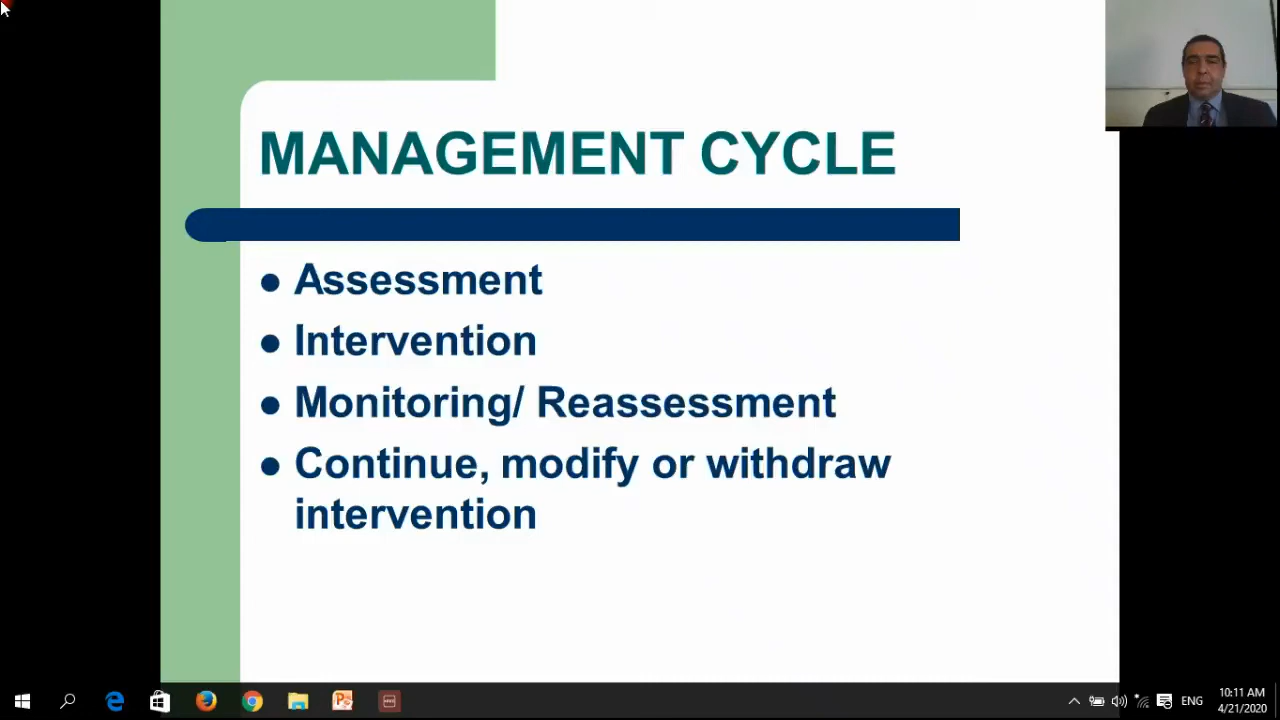 MANAGEMENT CYCLE
Assessment
Intervention
Monitoring/ Reassessment
Continue, modify or withdraw
intervention
ENG
10:11 AM
4/21/2020